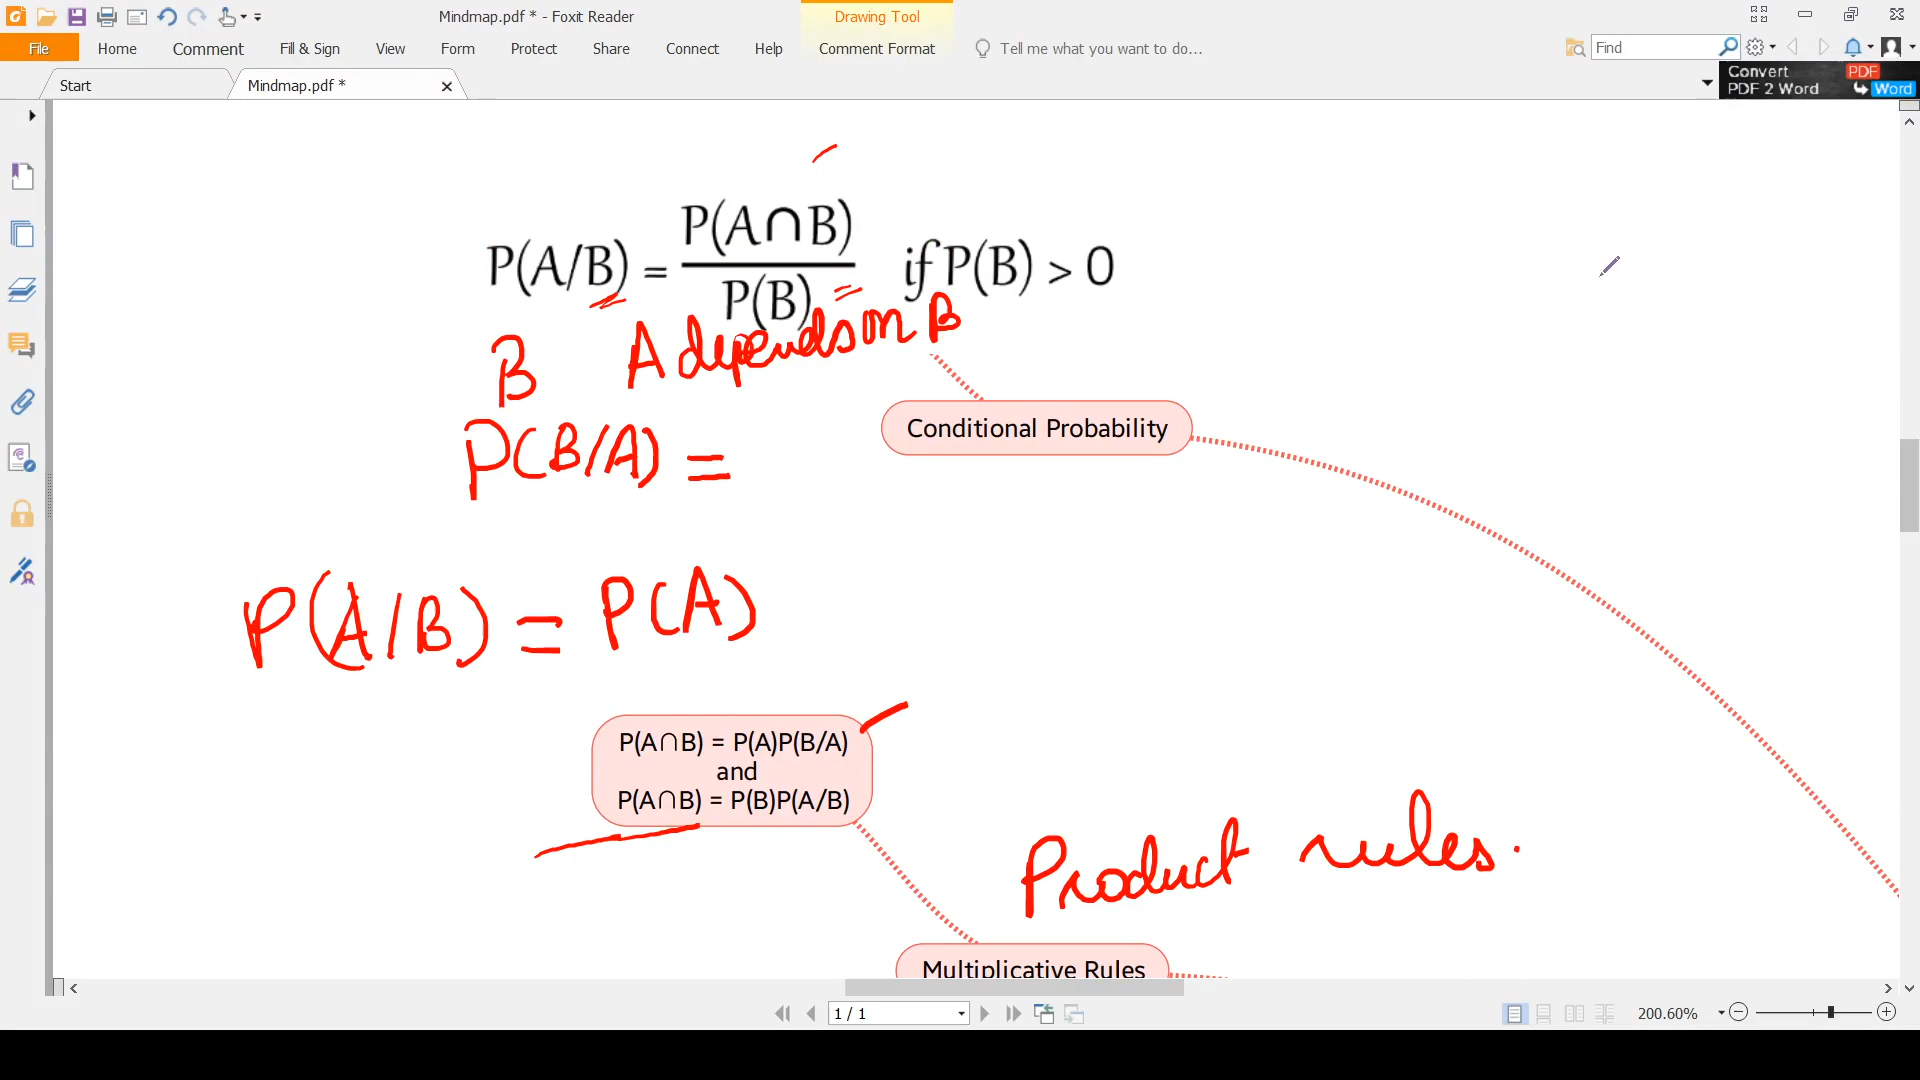 Mindmap.pdf * - Foxit Reader
Drawing Tool
File Home Comment Fill & Sign View Form Protect Share Connect Help Comment Format Tell me what you want to do... Find
Start Mindmap.pdf *
Convert PDF
PDF 2 Word Word
P(A/B) = P(A∩B) / P(B) if P(B) > 0
B A depends on B
Conditional Probability
P(B/A) =
P(A/B) = P(A)
P(A∩B) = P(A)P(B/A)
and
P(A∩B) = P(B)P(A/B)
Product rules.
Multiplicative Rules
1 / 1
200.60%